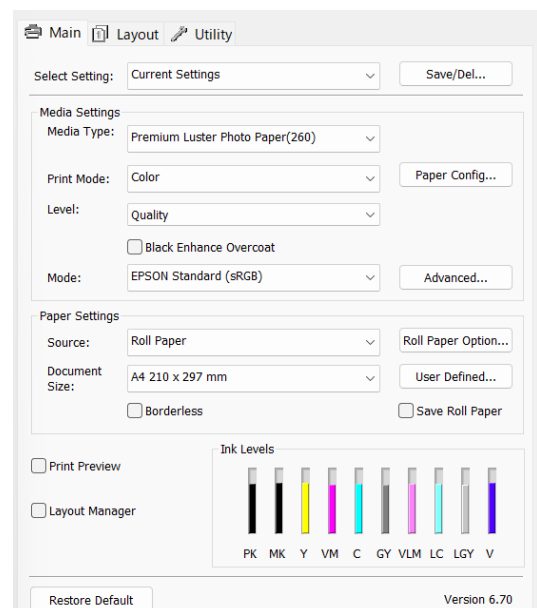 Main Layout Utility
Select Setting: Current Settings Save/Del...
Media Settings
Media Type: Premium Luster Photo Paper(260)
Print Mode: Color Paper Config...
Level: Quality
Black Enhance Overcoat
Mode: EPSON Standard (sRGB) Advanced...
Paper Settings
Source: Roll Paper Roll Paper Option...
Document
Size: A4 210 x 297 mm User Defined...
Borderless Save Roll Paper
Ink Levels
Print Preview
Layout Manager
PK MK Y VM C GY VLM LC LGY V
Restore Default Version 6.70